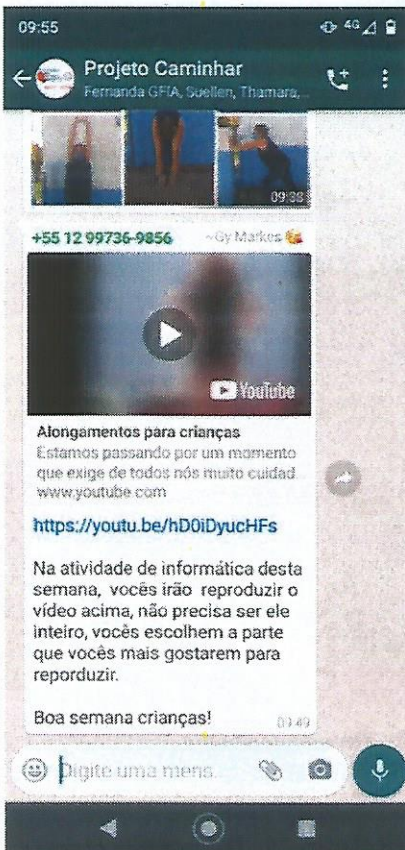 09:55
4G
Projeto Caminhar
Fernanda GFIA, Suellen, Thamara,...
09:38
+55 12 99736-9856 ~Gy Markes
YouTube
Alongamentos para crianças
Estamos passando por um momento
que exige de todos nós muito cuidad
www.youtube.com
https://youtu.be/hD0iDyucHFs
Na atividade de informática desta
semana, vocês irão reproduzir o
vídeo acima, não precisa ser ele
inteiro, vocês escolhem a parte
que vocês mais gostarem para
reporduzir.
Boa semana crianças!
09:49
Digite uma mens...